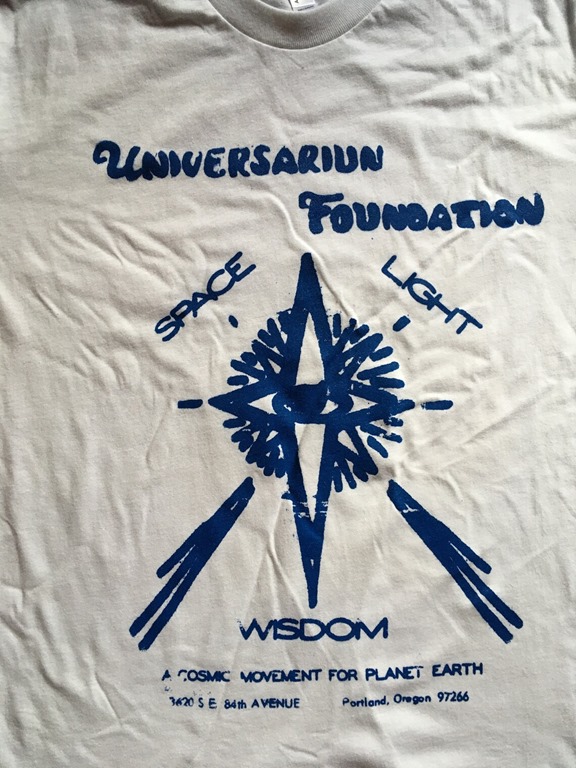 UNIVERSARIUN
FOUNDATION
SPACE
LIGHT
WISDOM
A COSMIC MOVEMENT FOR PLANET EARTH
3620 S E 84th AVENUE Portland, Oregon 97266